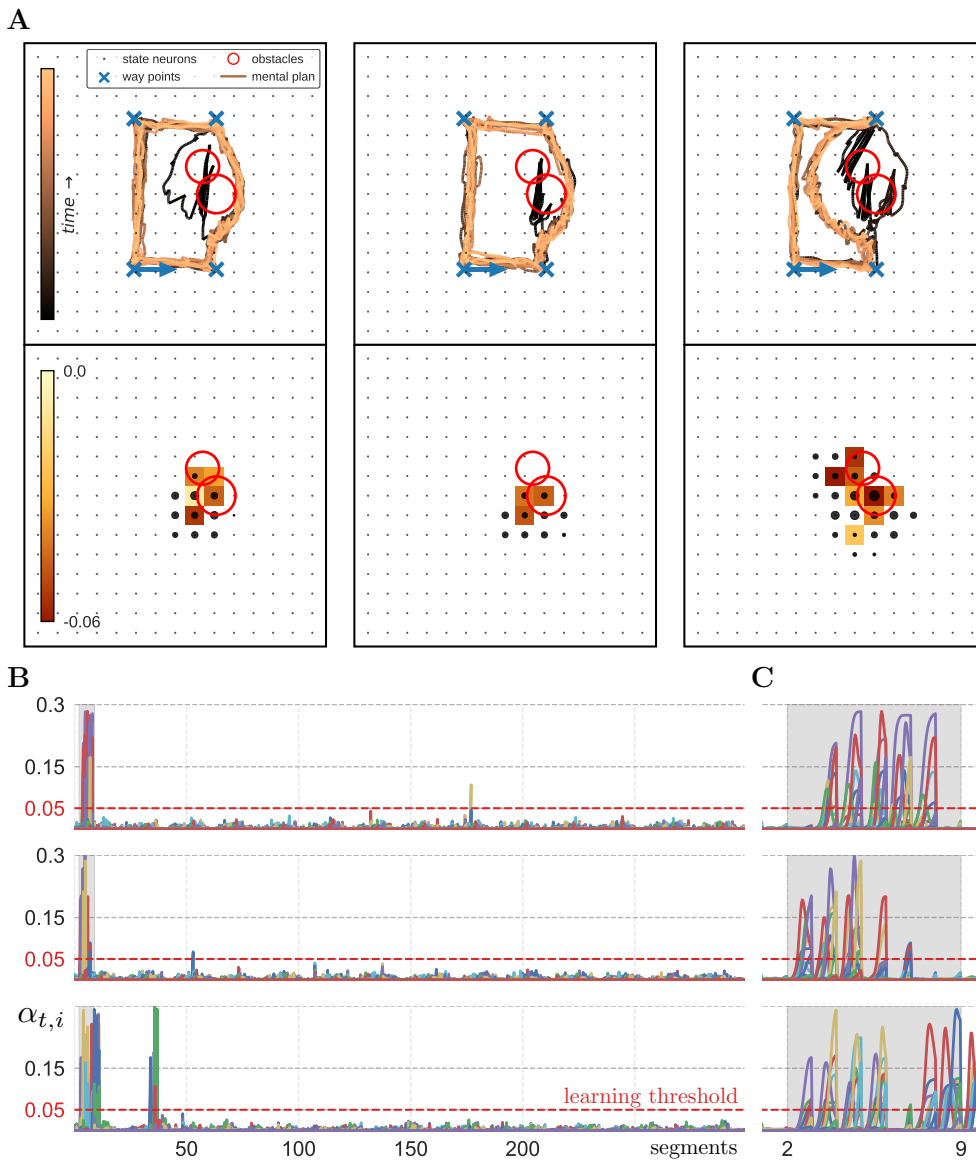 A
state neurons
obstacles
way points
mental plan
time →
0.0
-0.06
B
C
0.3
0.15
0.05
0.3
0.15
0.05
α_{t,i}
0.15
0.05
learning threshold
50
100
150
200
segments
2
9